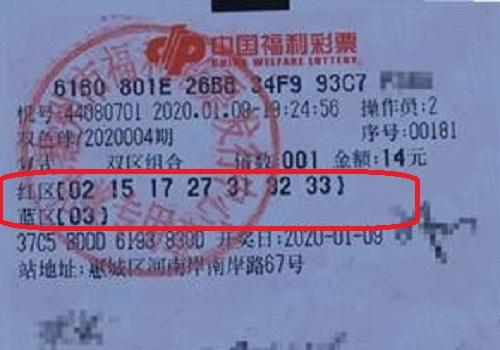 中国福利彩票
CHINA WELFARE LOTTERY
61B0 801E 26BB 34F9 93C7
机号:44080701 2020.01.09-19:24:56 操作员:2
双色球/2020004期 序号:00181
复式 双区组合 倍数:001 金额:14元
红区[02 15 17 27 31 32 33]
蓝区[03]
37C5 8DDD 6193 830D 开奖日:2020-01-09
站地址:惠城区河南岸南岸路67号